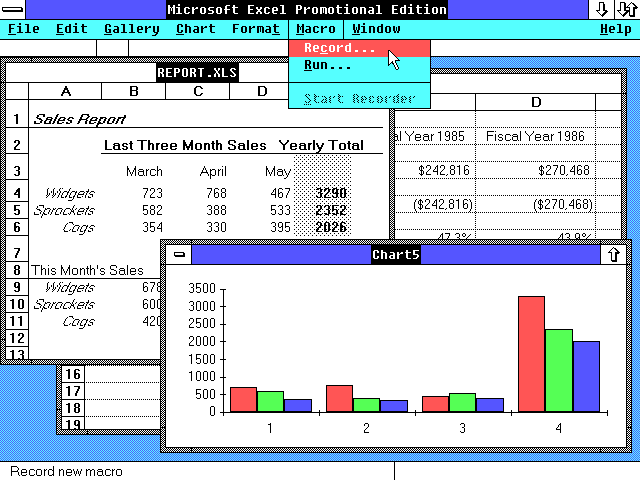 Microsoft Excel Promotional Edition
File Edit Gallery Chart Format Macro Window Help
Record...
Run...
Start Recorder
REPORT.XLS
A B C D
1 Sales Report
2 Last Three Month Sales Yearly Total
3 March April May
4 Widgets 723 768 467 3290
5 Sprockets 582 388 533 2352
6 Cogs 354 330 395 2026
7
8 This Month's Sales
9 Widgets 678
10 Sprockets 600
11 Cogs 420
12
13
D
al Year 1985 Fiscal Year 1986
$242,816 $270,468
($242,816) ($270,468)
47.3% 43.9%
16
17
18
19
Chart5
3500
3000
2500
2000
1500
1000
500
0
1 2 3 4
Record new macro